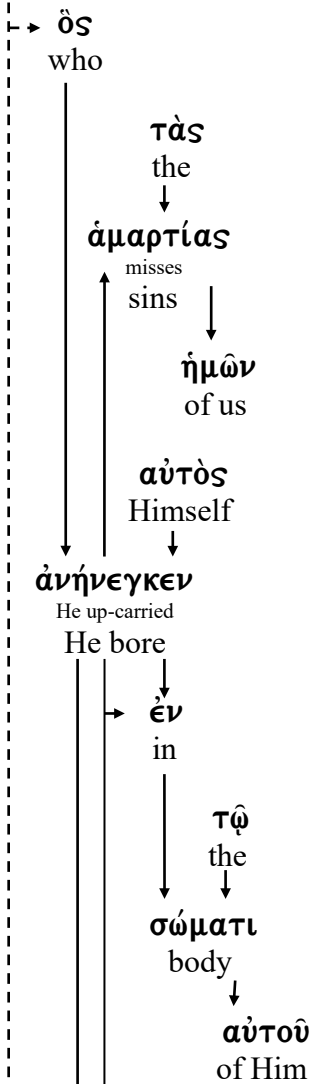 ὃς
who
τὰς
the
ἁμαρτίας
misses
sins
ἡμῶν
of us
αὐτὸς
Himself
ἀνήνεγκεν
He up-carried
He bore
ἐν
in
τῷ
the
σώματι
body
αὐτοῦ
of Him